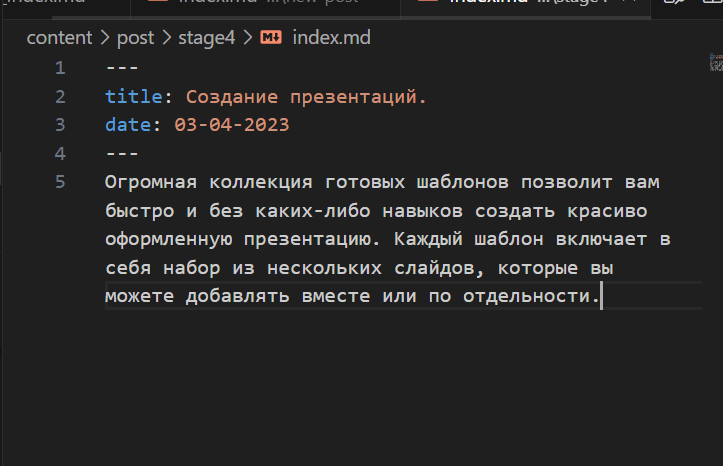 content > post > stage4 > index.md
1 ---
2 title: Создание презентаций.
3 date: 03-04-2023
4 ---
5 Огромная коллекция готовых шаблонов позволит вам
быстро и без каких-либо навыков создать красиво
оформленную презентацию. Каждый шаблон включает в
себя набор из нескольких слайдов, которые вы
можете добавлять вместе или по отдельности.